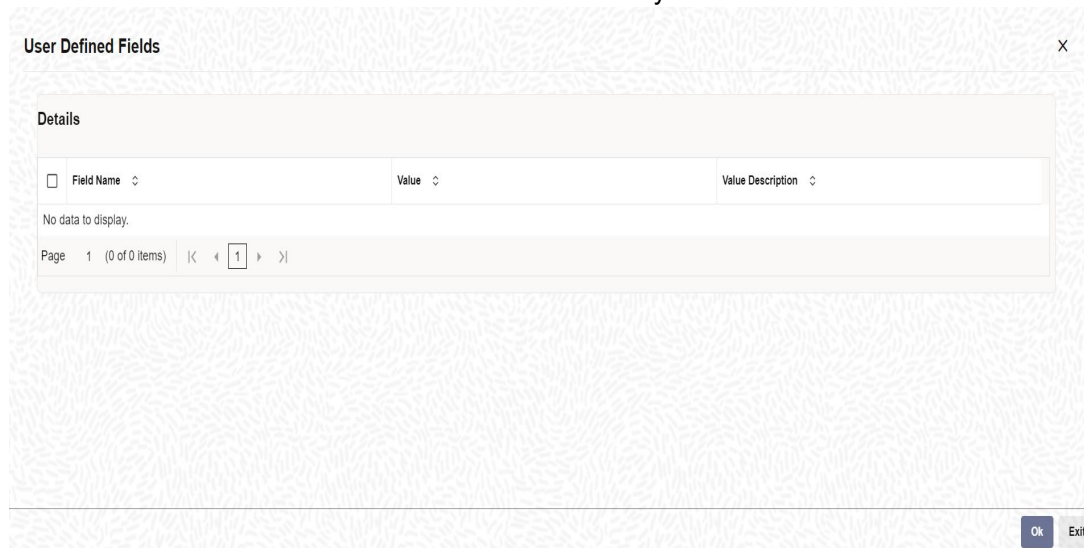 User Defined Fields X
Details
Field Name Value Value Description
No data to display.
Page 1 (0 of 0 items) 1
Ok Exit